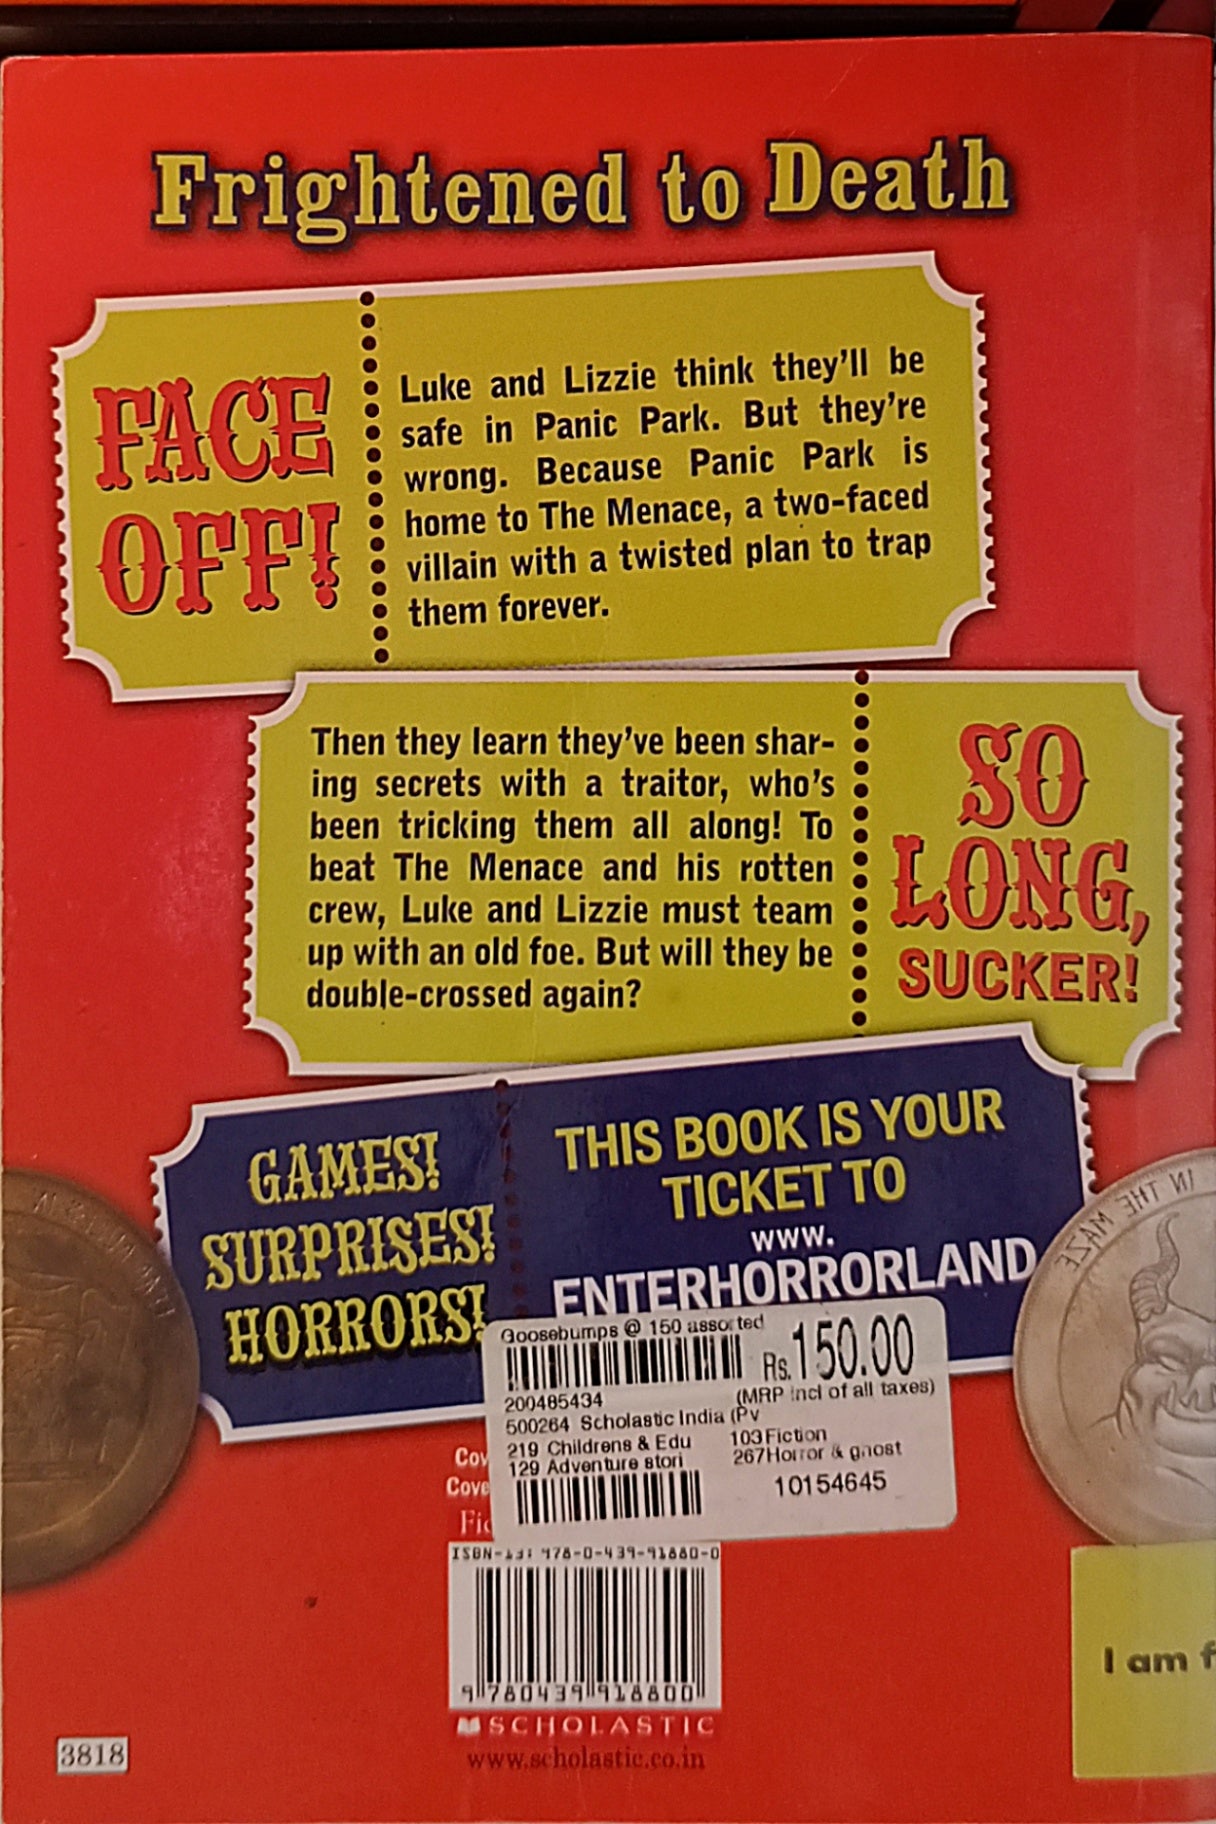 Frightened to Death
FACE
OFF!
Luke and Lizzie think they'll be
safe in Panic Park. But they're
wrong. Because Panic Park is
home to The Menace, a two-faced
villain with a twisted plan to trap
them forever.
Then they learn they've been shar-
ing secrets with a traitor, who's
been tricking them all along! To
beat The Menace and his rotten
crew, Luke and Lizzie must team
up with an old foe. But will they be
double-crossed again?
SO
LONG,
SUCKER!
GAMES!
SURPRISES!
HORRORS!
THIS BOOK IS YOUR
TICKET TO
www.
ENTERHORRORLAND
IN THE MAZE
Goosebumps @ 150 assorted
Rs. 150.00
200485434
(MRP incl of all taxes)
500264 Scholastic India (Pv
219 Childrens & Edu
103 Fiction
129 Adventure stori
267 Horror & ghost
10154645
Cov
Cove
Fic
ISBN-13: 978-0-439-91880-0
9 780439 918800
SCHOLASTIC
www.scholastic.co.in
3818
I am f